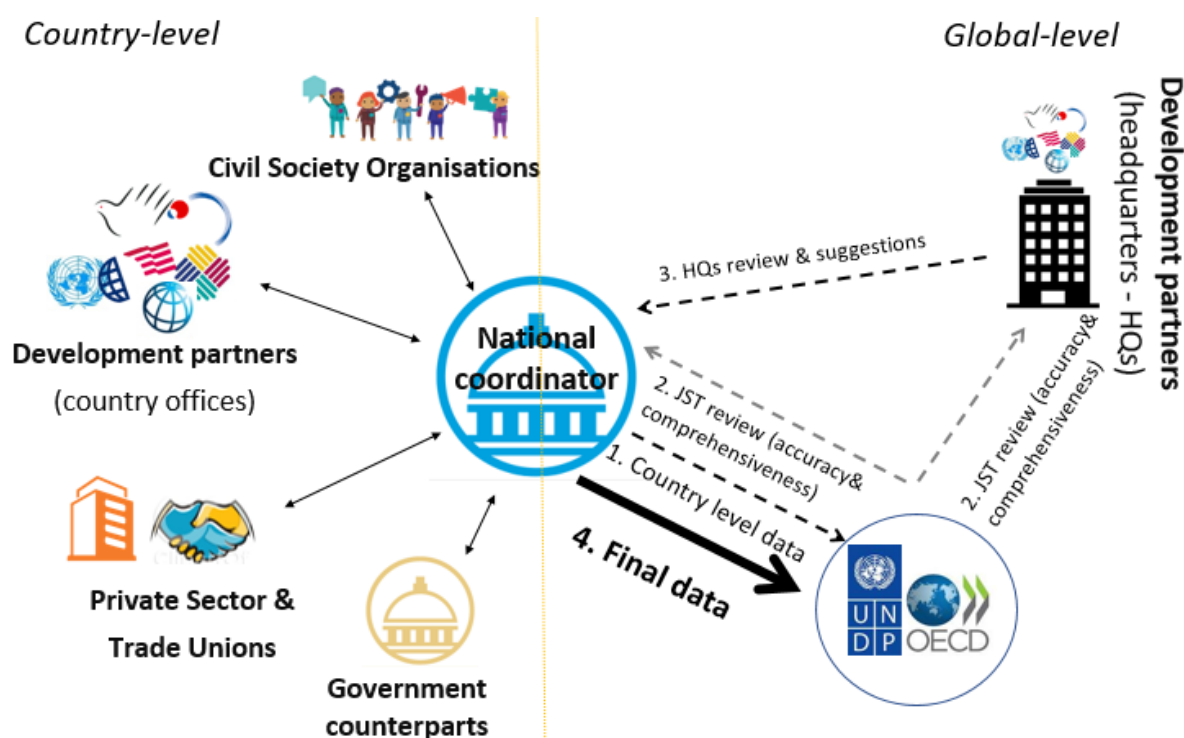 Country-level
Global-level
Civil Society Organisations
Development partners
(headquarters - HQs)
3. HQs review & suggestions
National
coordinator
Development partners
(country offices)
2. JST review (accuracy&
comprehensiveness)
2. JST review (accuracy&
comprehensiveness)
1. Country level data
4. Final data
Private Sector &
Trade Unions
Government
counterparts
U N
D P
OECD